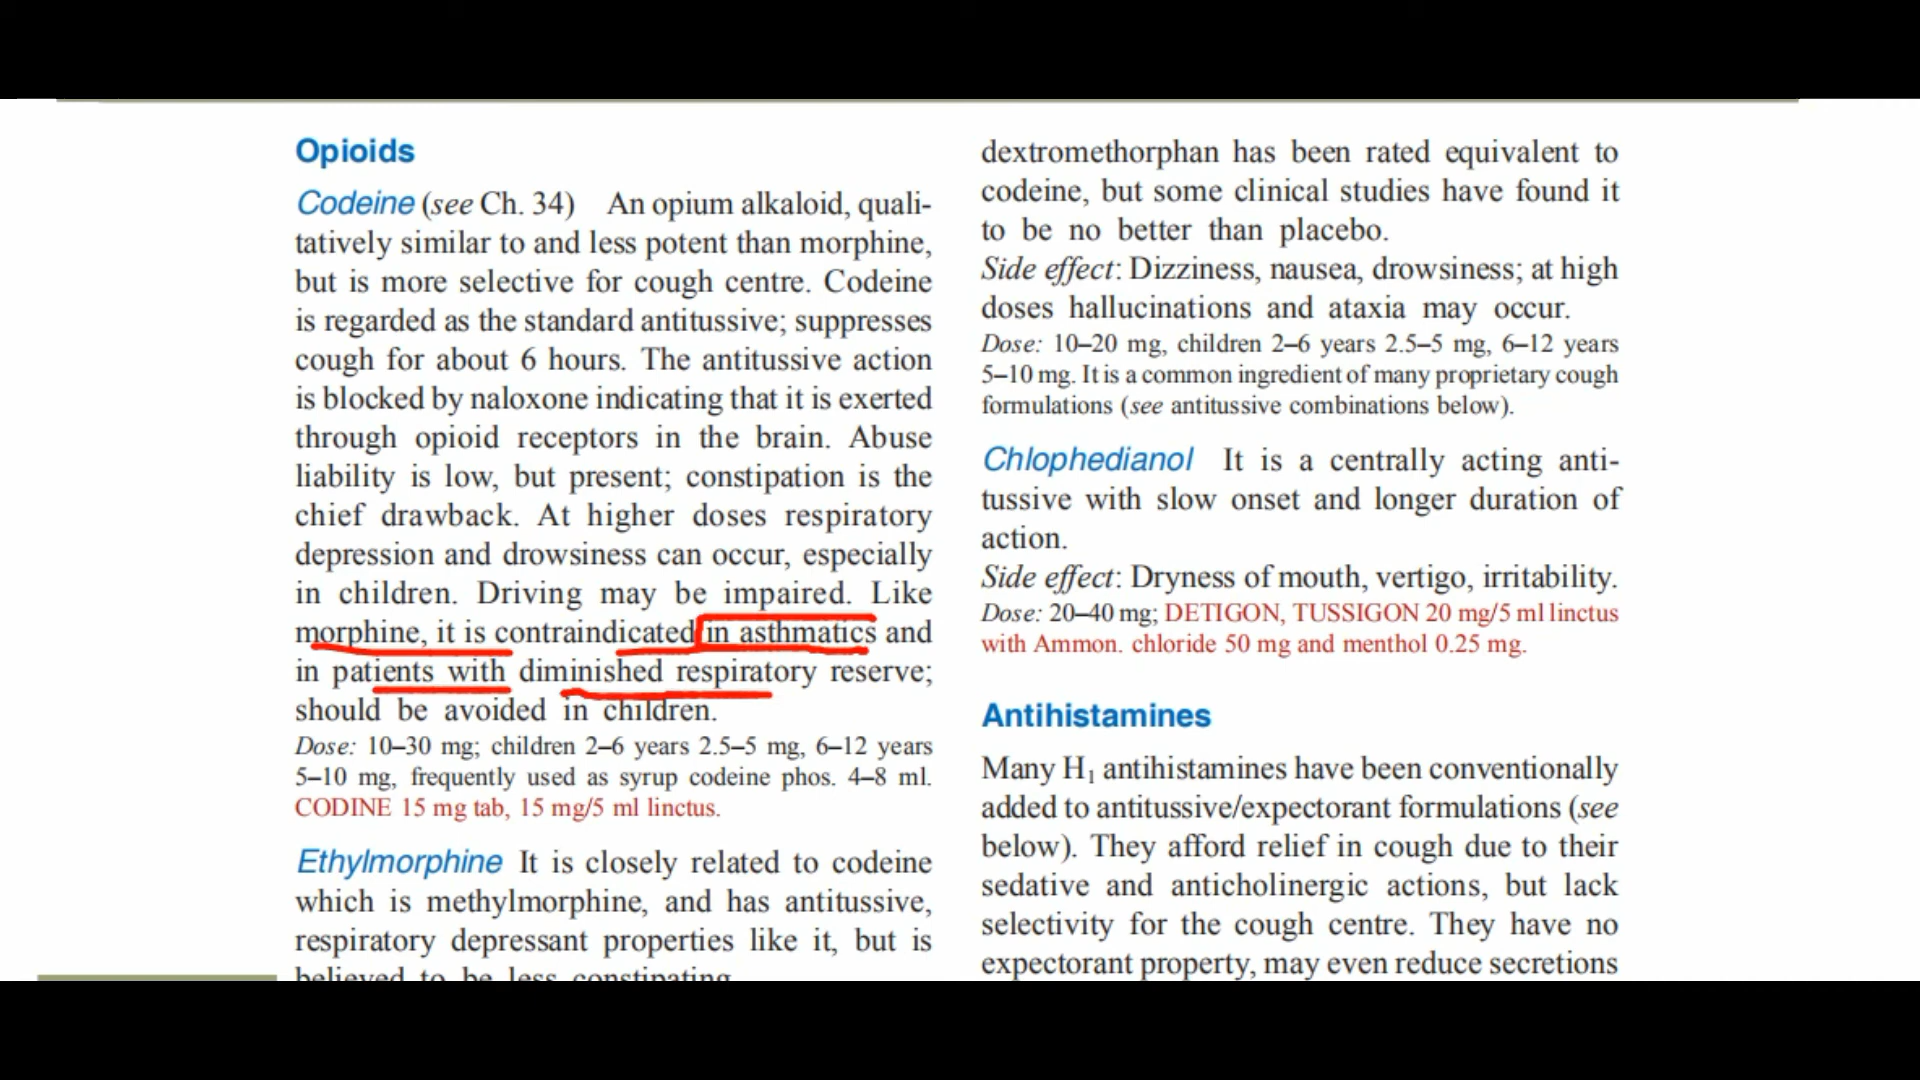 Opioids
Codeine (see Ch. 34) An opium alkaloid, quali-
tatively similar to and less potent than morphine,
but is more selective for cough centre. Codeine
is regarded as the standard antitussive; suppresses
cough for about 6 hours. The antitussive action
is blocked by naloxone indicating that it is exerted
through opioid receptors in the brain. Abuse
liability is low, but present; constipation is the
chief drawback. At higher doses respiratory
depression and drowsiness can occur, especially
in children. Driving may be impaired. Like
morphine, it is contraindicated in asthmatics and
in patients with diminished respiratory reserve;
should be avoided in children.
Dose: 10–30 mg; children 2–6 years 2.5–5 mg, 6–12 years
5–10 mg, frequently used as syrup codeine phos. 4–8 ml.
CODINE 15 mg tab, 15 mg/5 ml linctus.
Ethylmorphine It is closely related to codeine
which is methylmorphine, and has antitussive,
respiratory depressant properties like it, but is
believed to be less constipating.
dextromethorphan has been rated equivalent to
codeine, but some clinical studies have found it
to be no better than placebo.
Side effect: Dizziness, nausea, drowsiness; at high
doses hallucinations and ataxia may occur.
Dose: 10–20 mg, children 2–6 years 2.5–5 mg, 6–12 years
5–10 mg. It is a common ingredient of many proprietary cough
formulations (see antitussive combinations below).
Chlophedianol It is a centrally acting anti-
tussive with slow onset and longer duration of
action.
Side effect: Dryness of mouth, vertigo, irritability.
Dose: 20–40 mg; DETIGON, TUSSIGON 20 mg/5 ml linctus
with Ammon. chloride 50 mg and menthol 0.25 mg.
Antihistamines
Many H₁ antihistamines have been conventionally
added to antitussive/expectorant formulations (see
below). They afford relief in cough due to their
sedative and anticholinergic actions, but lack
selectivity for the cough centre. They have no
expectorant property, may even reduce secretions